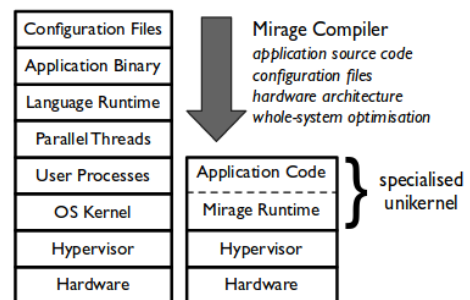 Configuration Files
Application Binary
Language Runtime
Parallel Threads
User Processes
OS Kernel
Hypervisor
Hardware
Mirage Compiler
application source code
configuration files
hardware architecture
whole-system optimisation
Application Code
Mirage Runtime
Hypervisor
Hardware
specialised
unikernel